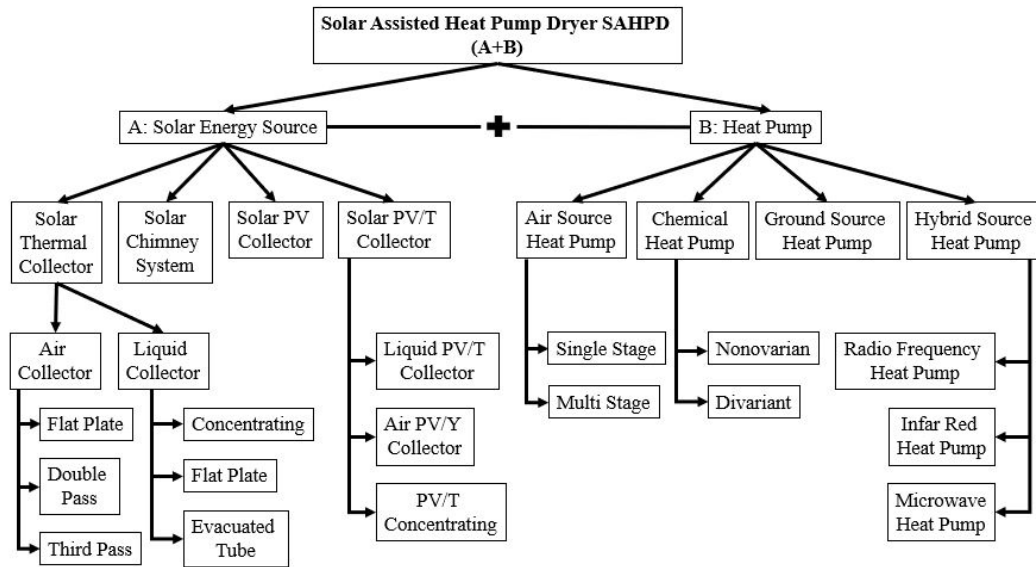 Solar Assisted Heat Pump Dryer SAHPD
(A+B)
A: Solar Energy Source
B: Heat Pump
Solar
Thermal
Collector
Solar
Chimney
System
Solar PV
Collector
Solar PV/T
Collector
Air Source
Heat Pump
Chemical
Heat Pump
Ground Source
Heat Pump
Hybrid Source
Heat Pump
Air
Collector
Liquid
Collector
Flat Plate
Double
Pass
Third Pass
Concentrating
Flat Plate
Evacuated
Tube
Liquid PV/T
Collector
Air PV/Y
Collector
PV/T
Concentrating
Single Stage
Multi Stage
Nonovarian
Divariant
Radio Frequency
Heat Pump
Infar Red
Heat Pump
Microwave
Heat Pump